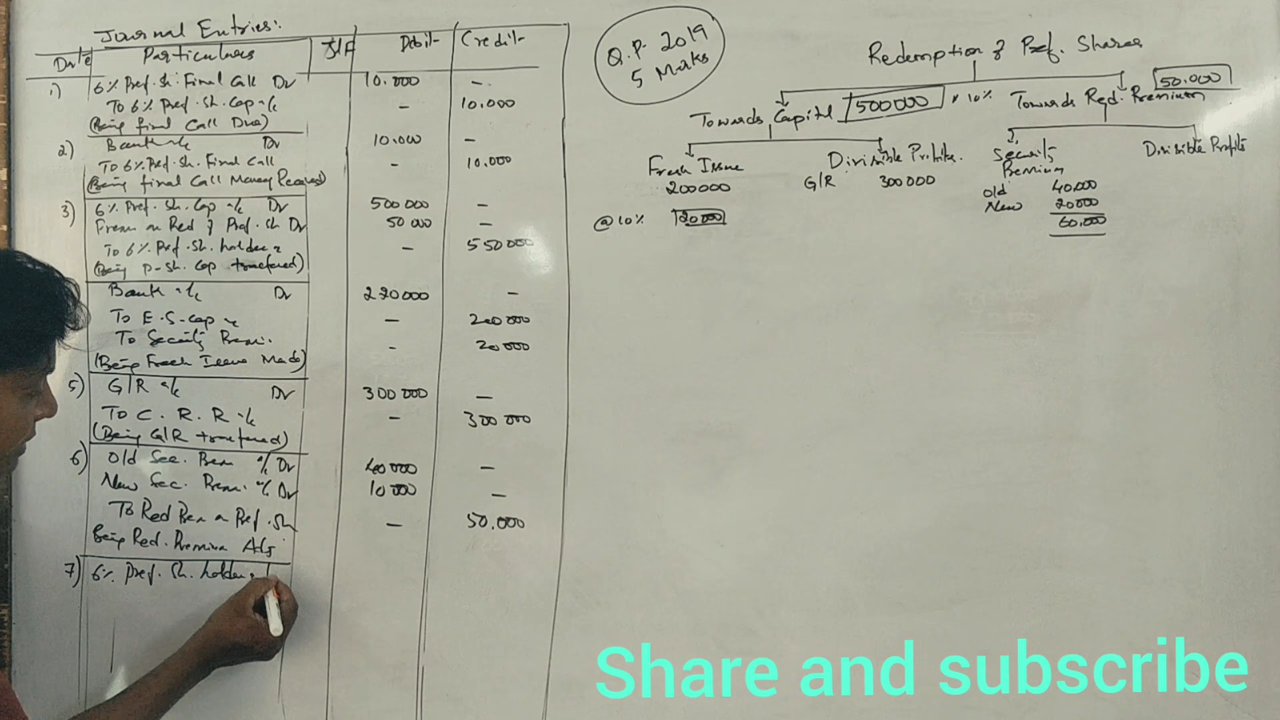 Journal Entries:
Date Particulars J/F Debit- Credit-
1) 6% Pref. Sh. Final Call Dr 10.000 -
To 6% Pref. Sh. Cap a/c - 10.000
(Being final Call Due)
2) Bank a/c Dr 10.000 -
To 6% Pref. Sh. Final Call - 10.000
(Being final Call Money Received)
3) 6% Pref. Sh. Cap a/c Dr 500000 -
Prem on Red of Pref. Sh Dr 50000 -
To 6% Pref. Sh. holder - 550000
(Being P-Sh. Cap transferred)
Bank a/c Dr 220000 -
To E.S.cap - 200000
To Security Premi. - 20000
(Being Fresh Issue Made)
5) G/R a/c Dr 300000 -
To C.R.R a/c - 300000
(Being G/R transferred)
6) Old Sec. Prem a/c Dr 40000 -
New Sec. Prem. a/c Dr 10000 -
To Red Prem on Pref. Sh - 50.000
Being Red. Premium Adj
7) 6% Pref. Sh. holder
Q.P. 2019
5 Marks
Redemption of Pref. Shares
Towards Capital 500000 x 10% Towards Red. Premium 50.000
Fresh Issue Divisible Profits. Security Premium Divisible Profits
200000 G/R 300000 Old 40.000
@10% 20000 New 20000
60.000
Share and subscribe